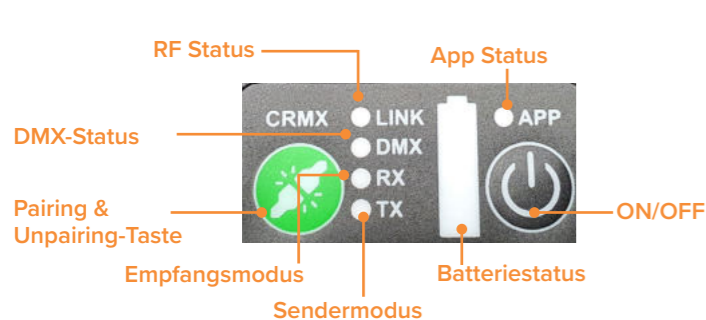 RF Status
App Status
CRMX
LINK
APP
DMX-Status
DMX
RX
Pairing &
Unpairing-Taste
TX
ON/OFF
Empfangsmodus
Batteriestatus
Sendermodus